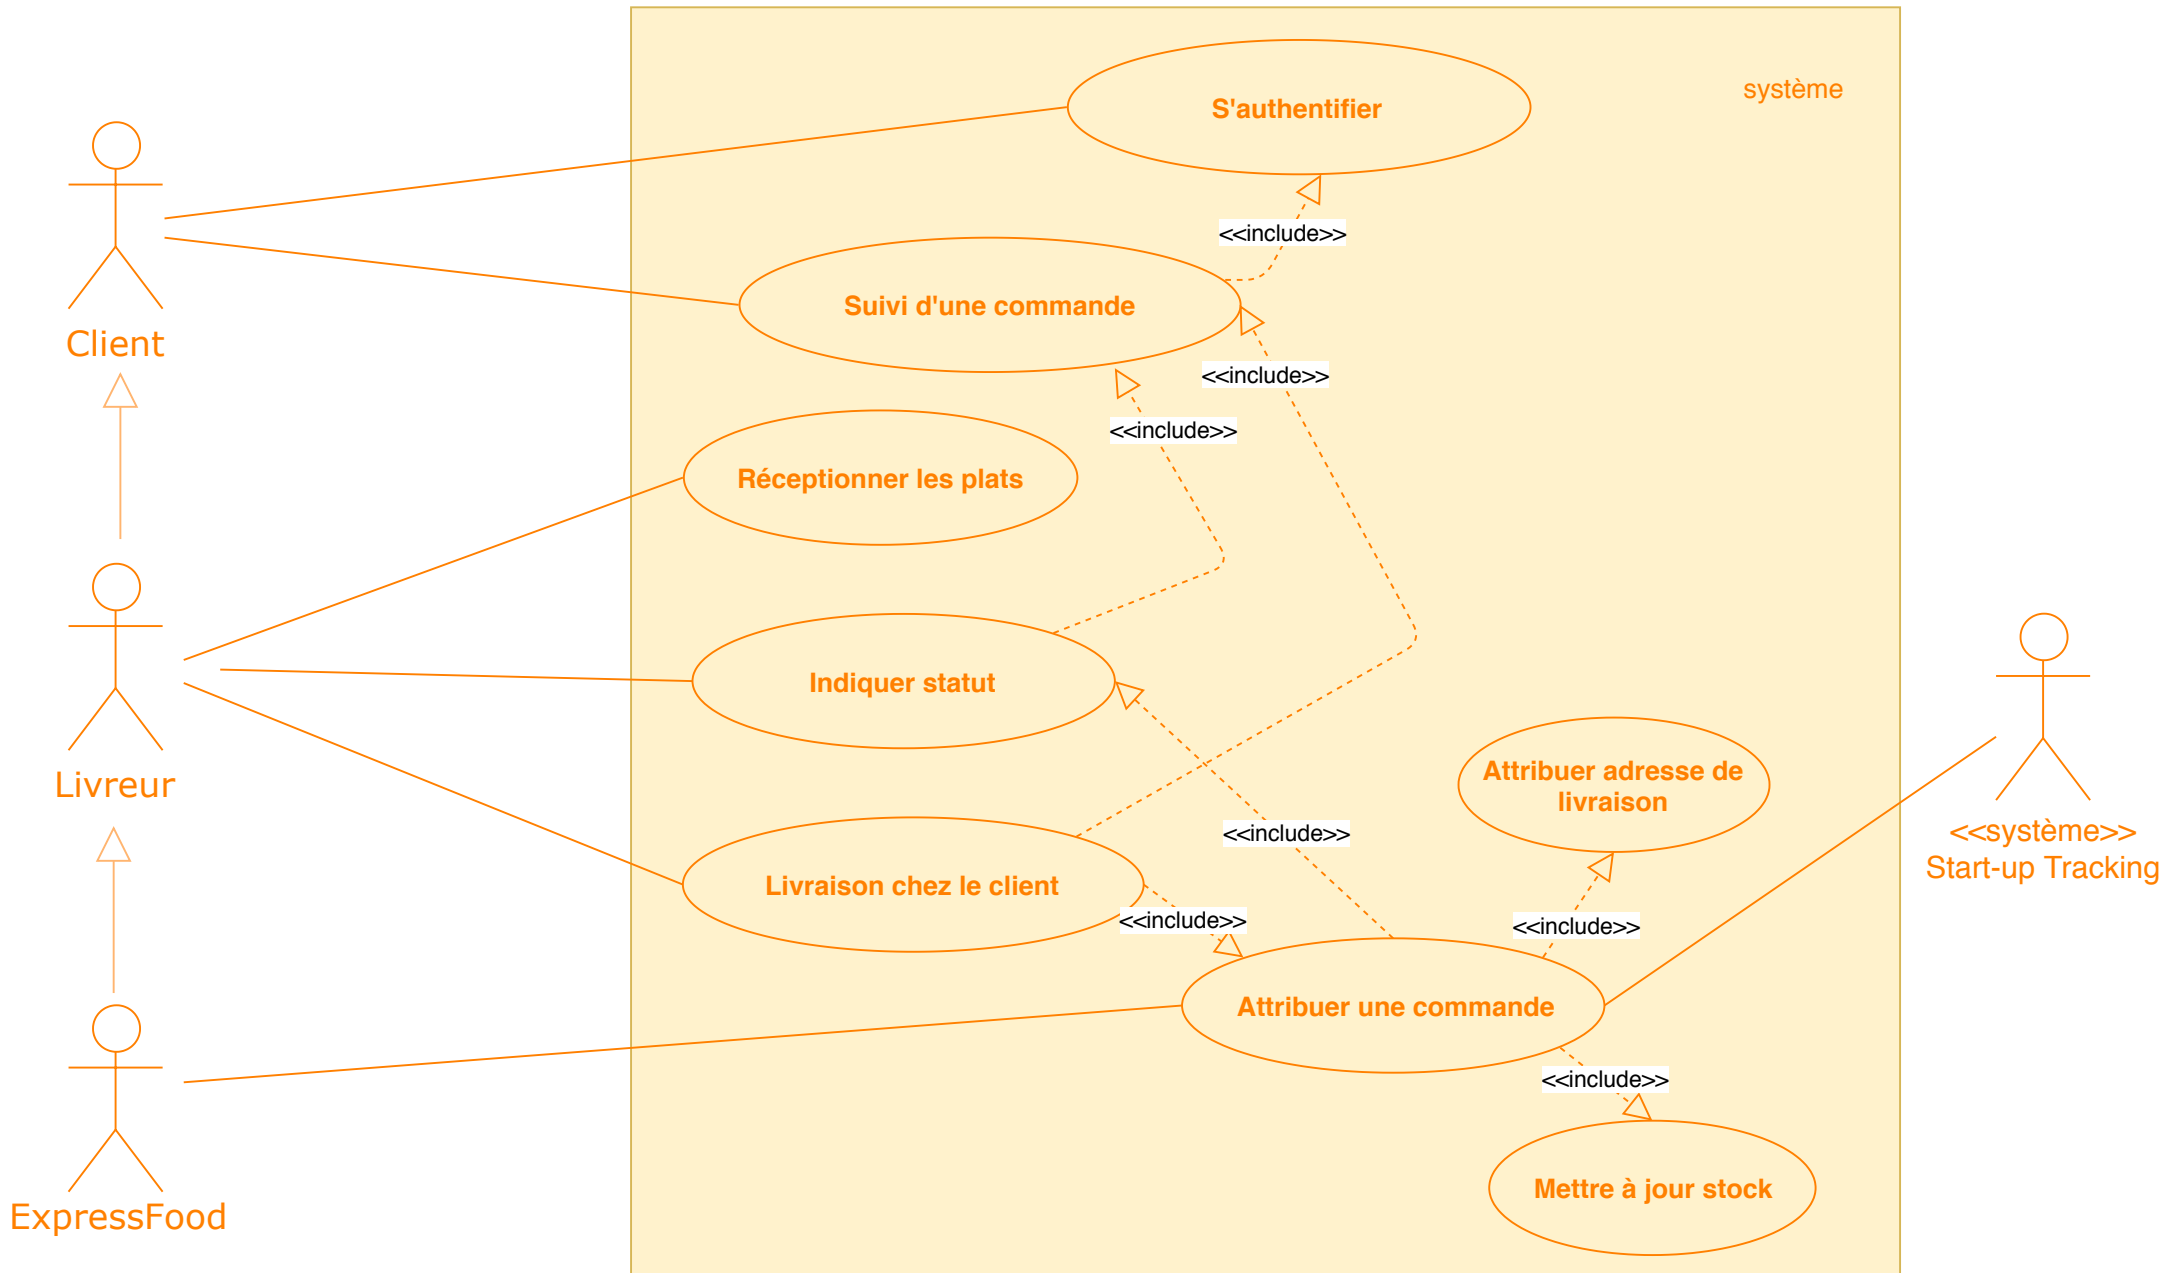 système
S'authentifier
<<include>>
Suivi d'une commande
Client
<<include>>
<<include>>
Réceptionner les plats
Indiquer statut
Attribuer adresse de
livraison
Livreur
<<include>>
<<système>>
Start-up Tracking
Livraison chez le client
<<include>>
<<include>>
Attribuer une commande
<<include>>
Mettre à jour stock
ExpressFood